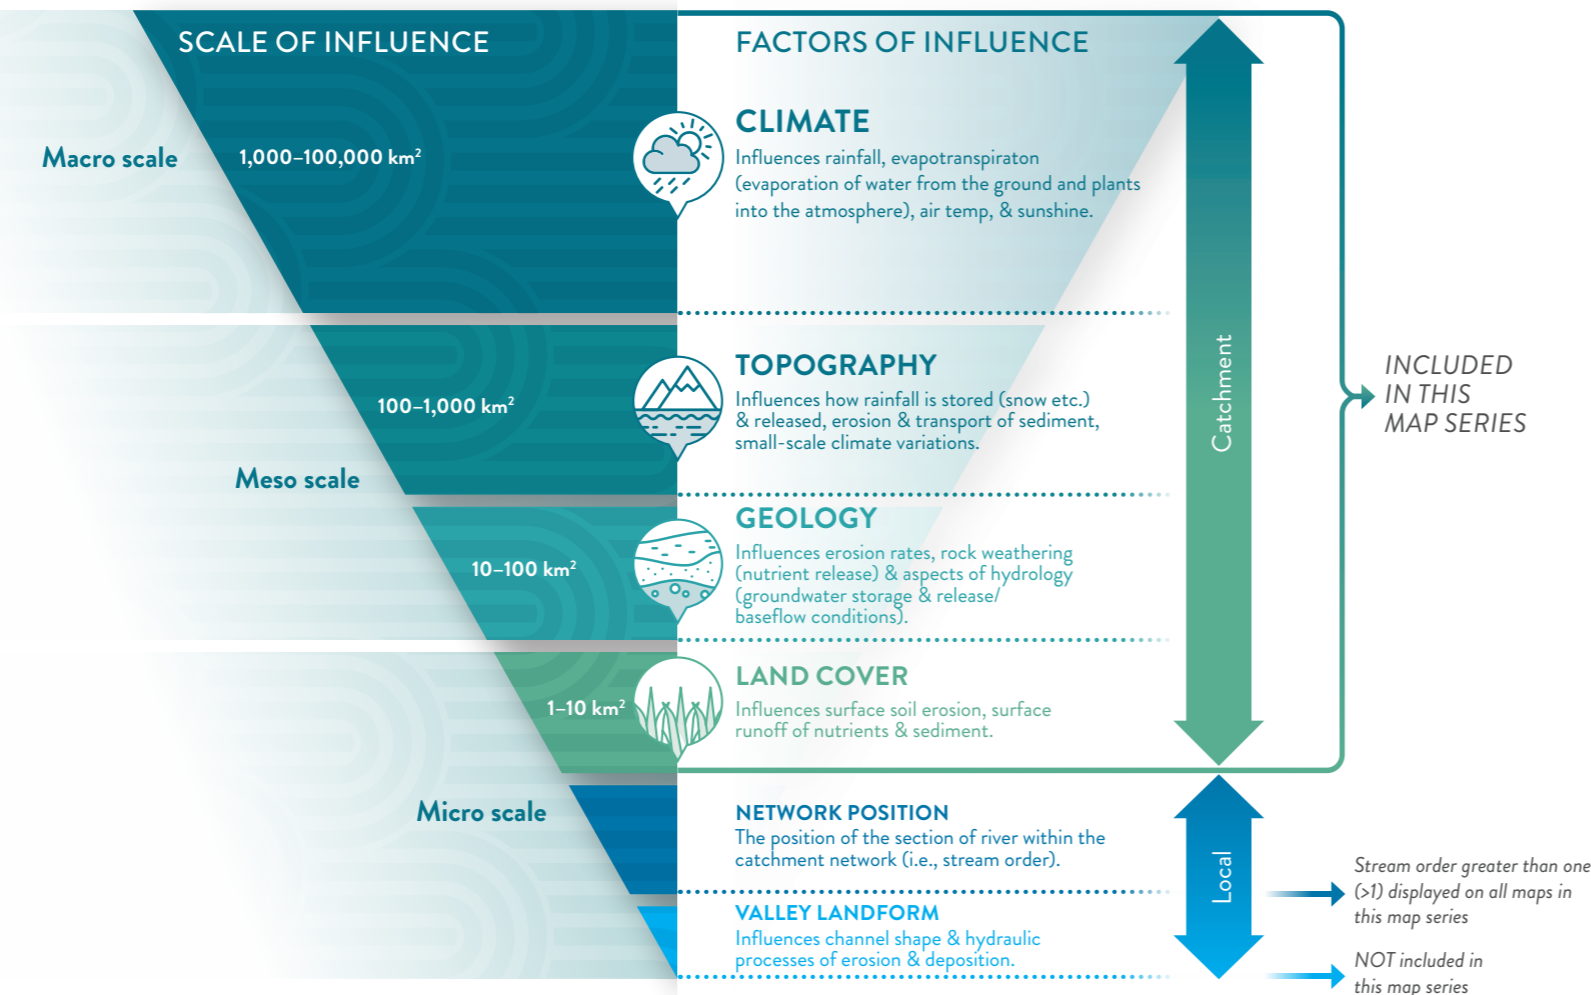 SCALE OF INFLUENCE
FACTORS OF INFLUENCE
Macro scale
1,000–100,000 km²
CLIMATE
Influences rainfall, evapotranspiraton
(evaporation of water from the ground and plants
into the atmosphere), air temp, & sunshine.
Meso scale
100–1,000 km²
TOPOGRAPHY
Influences how rainfall is stored (snow etc.)
& released, erosion & transport of sediment,
small-scale climate variations.
10–100 km²
GEOLOGY
Influences erosion rates, rock weathering
(nutrient release) & aspects of hydrology
(groundwater storage & release/
baseflow conditions).
Micro scale
1–10 km²
LAND COVER
Influences surface soil erosion, surface
runoff of nutrients & sediment.
NETWORK POSITION
The position of the section of river within the
catchment network (i.e., stream order).
VALLEY LANDFORM
Influences channel shape & hydraulic
processes of erosion & deposition.
Catchment
Local
INCLUDED
IN THIS
MAP SERIES
Stream order greater than one
(>1) displayed on all maps in
this map series
NOT included in
this map series